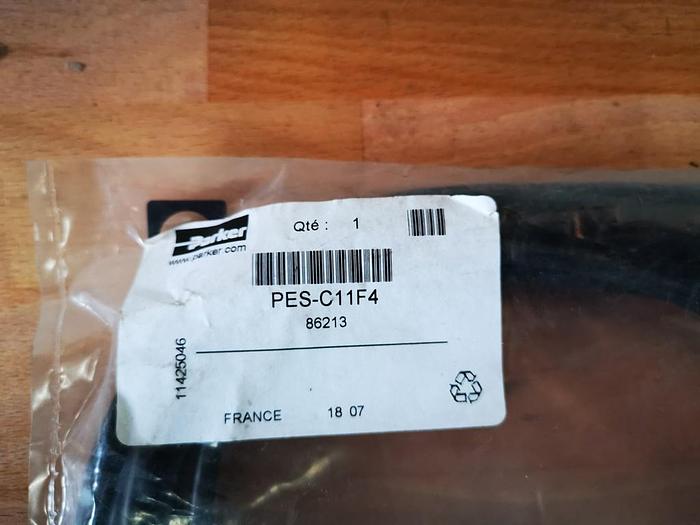 Parker
www.parker.com
Qté : 1
PES-C11F4
86213
11425046
FRANCE 18 07